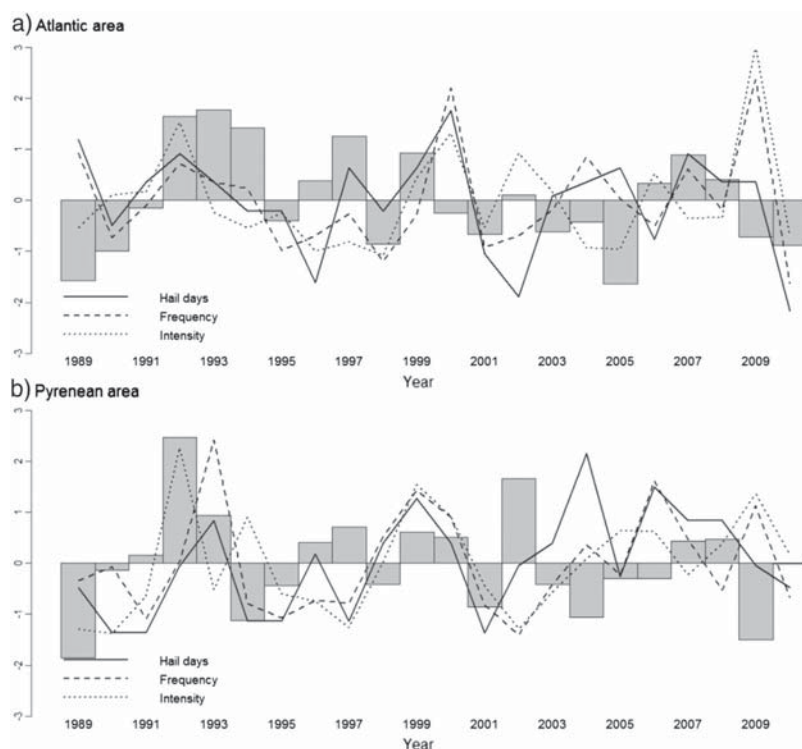 a) Atlantic area
3
2
1
0
-1
-2
-3
Hail days
Frequency
Intensity
1989 1991 1993 1995 1997 1999 2001 2003 2005 2007 2009
Year
b) Pyrenean area
3
2
1
0
-1
-2
-3
Hail days
Frequency
Intensity
1989 1991 1993 1995 1997 1999 2001 2003 2005 2007 2009
Year